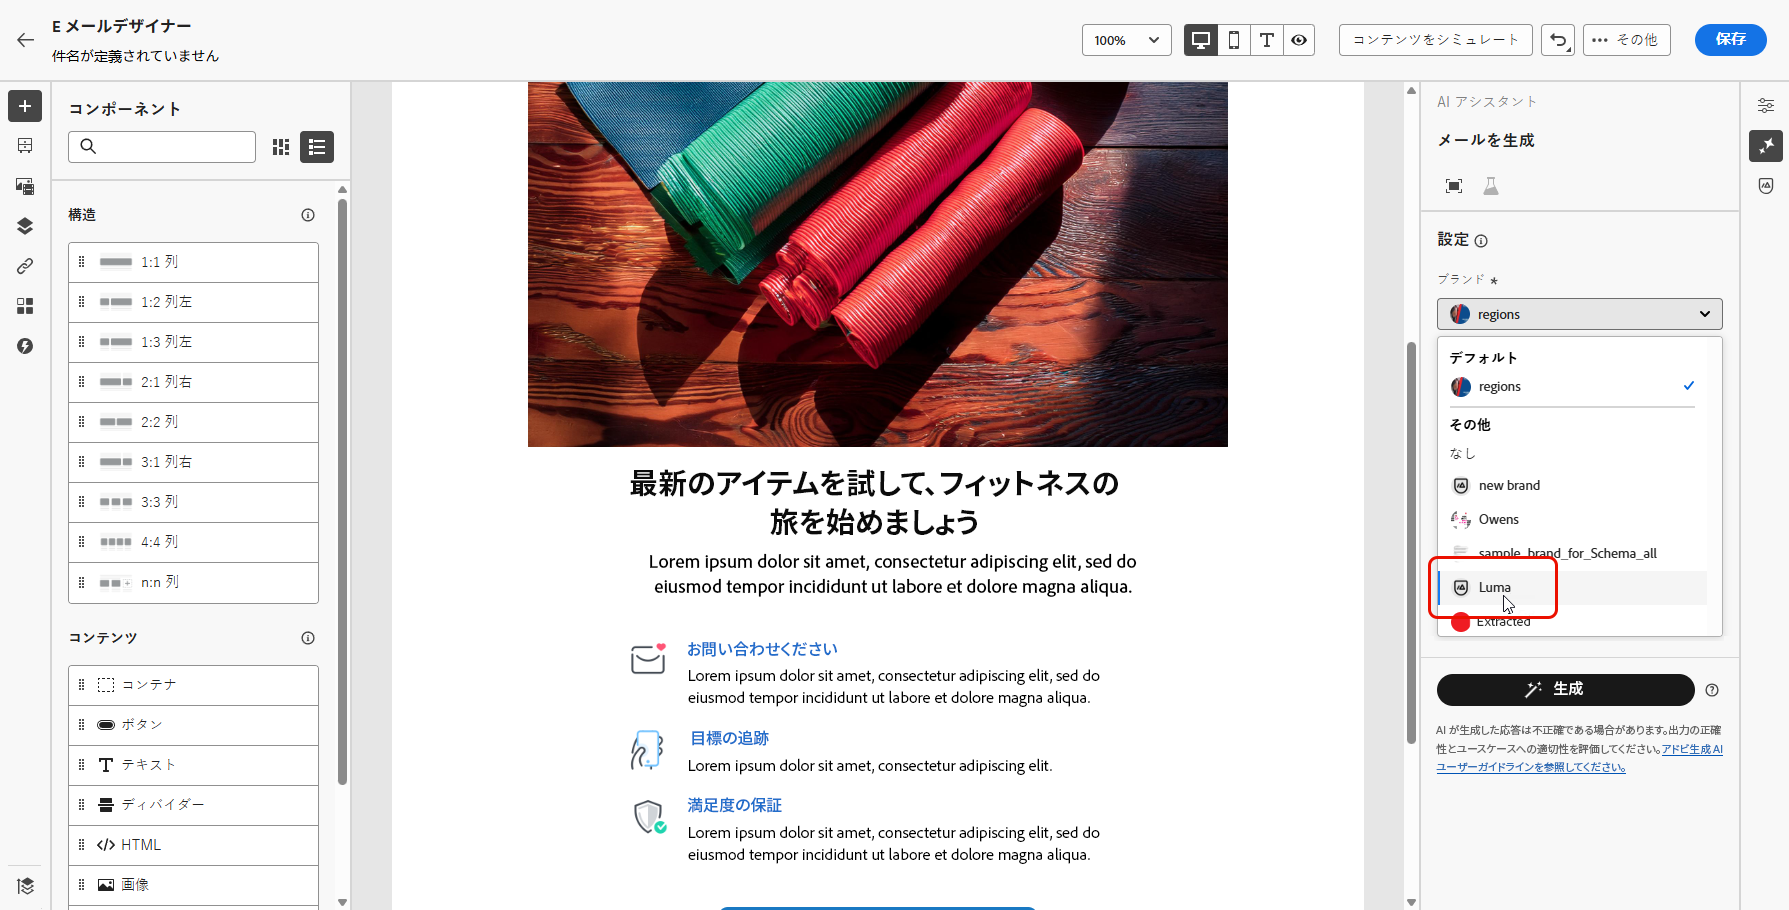 E メールデザイナー
件名が定義されていません
100%
コンテンツをシミュレート
その他
保存
コンポーネント
構造
1:1 列
1:2 列左
1:3 列左
2:1 列右
2:2 列
3:1 列右
3:3 列
4:4 列
n:n 列
コンテンツ
コンテナ
ボタン
テキスト
ディバイダー
HTML
画像
最新のアイテムを試して、フィットネスの
旅を始めましょう
Lorem ipsum dolor sit amet, consectetur adipiscing elit, sed do
eiusmod tempor incididunt ut labore et dolore magna aliqua.
お問い合わせください
Lorem ipsum dolor sit amet, consectetur adipiscing elit, sed do
eiusmod tempor incididunt ut labore et dolore magna aliqua.
目標の追跡
Lorem ipsum dolor sit amet, consectetur adipiscing elit.
満足度の保証
Lorem ipsum dolor sit amet, consectetur adipiscing elit, sed do
eiusmod tempor incididunt ut labore et dolore magna aliqua.
AI アシスタント
メールを生成
設定
ブランド *
regions
デフォルト
regions
その他
なし
new brand
Owens
sample_brand_for_Schema_all
Luma
Extracted
生成
AI が生成した応答は不正確である場合があります。出力の正確
性とユースケースへの適切性を評価してください。アドビ生成 AI
ユーザーガイドラインを参照してください。